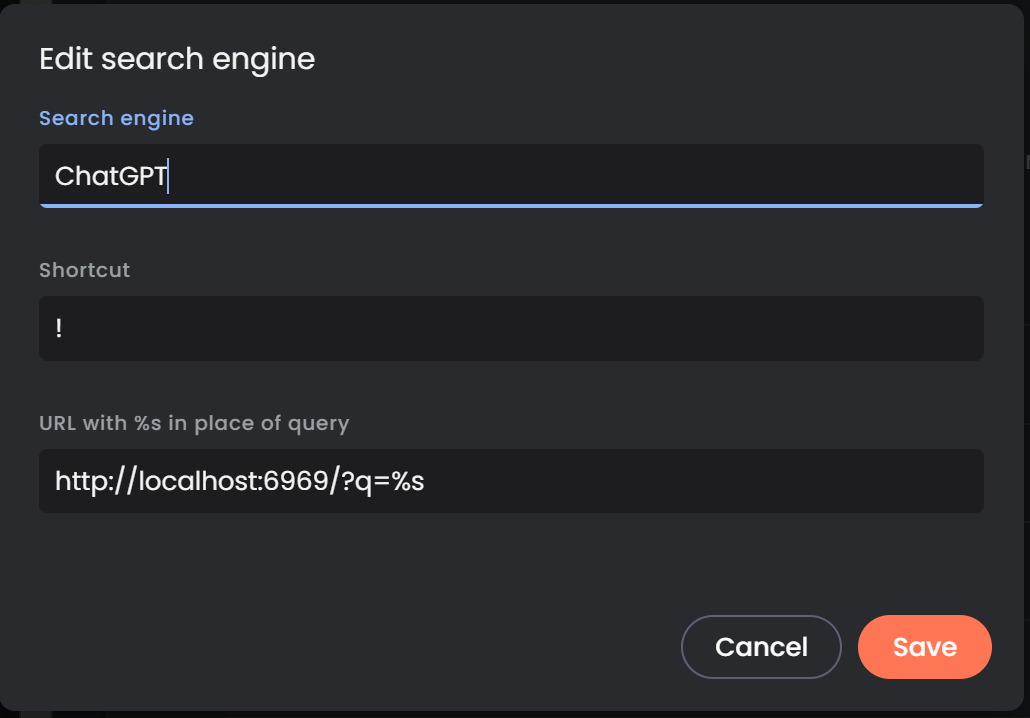 Edit search engine
Search engine
ChatGPT
Shortcut
!
URL with %s in place of query
http://localhost:6969/?q=%s
Cancel
Save